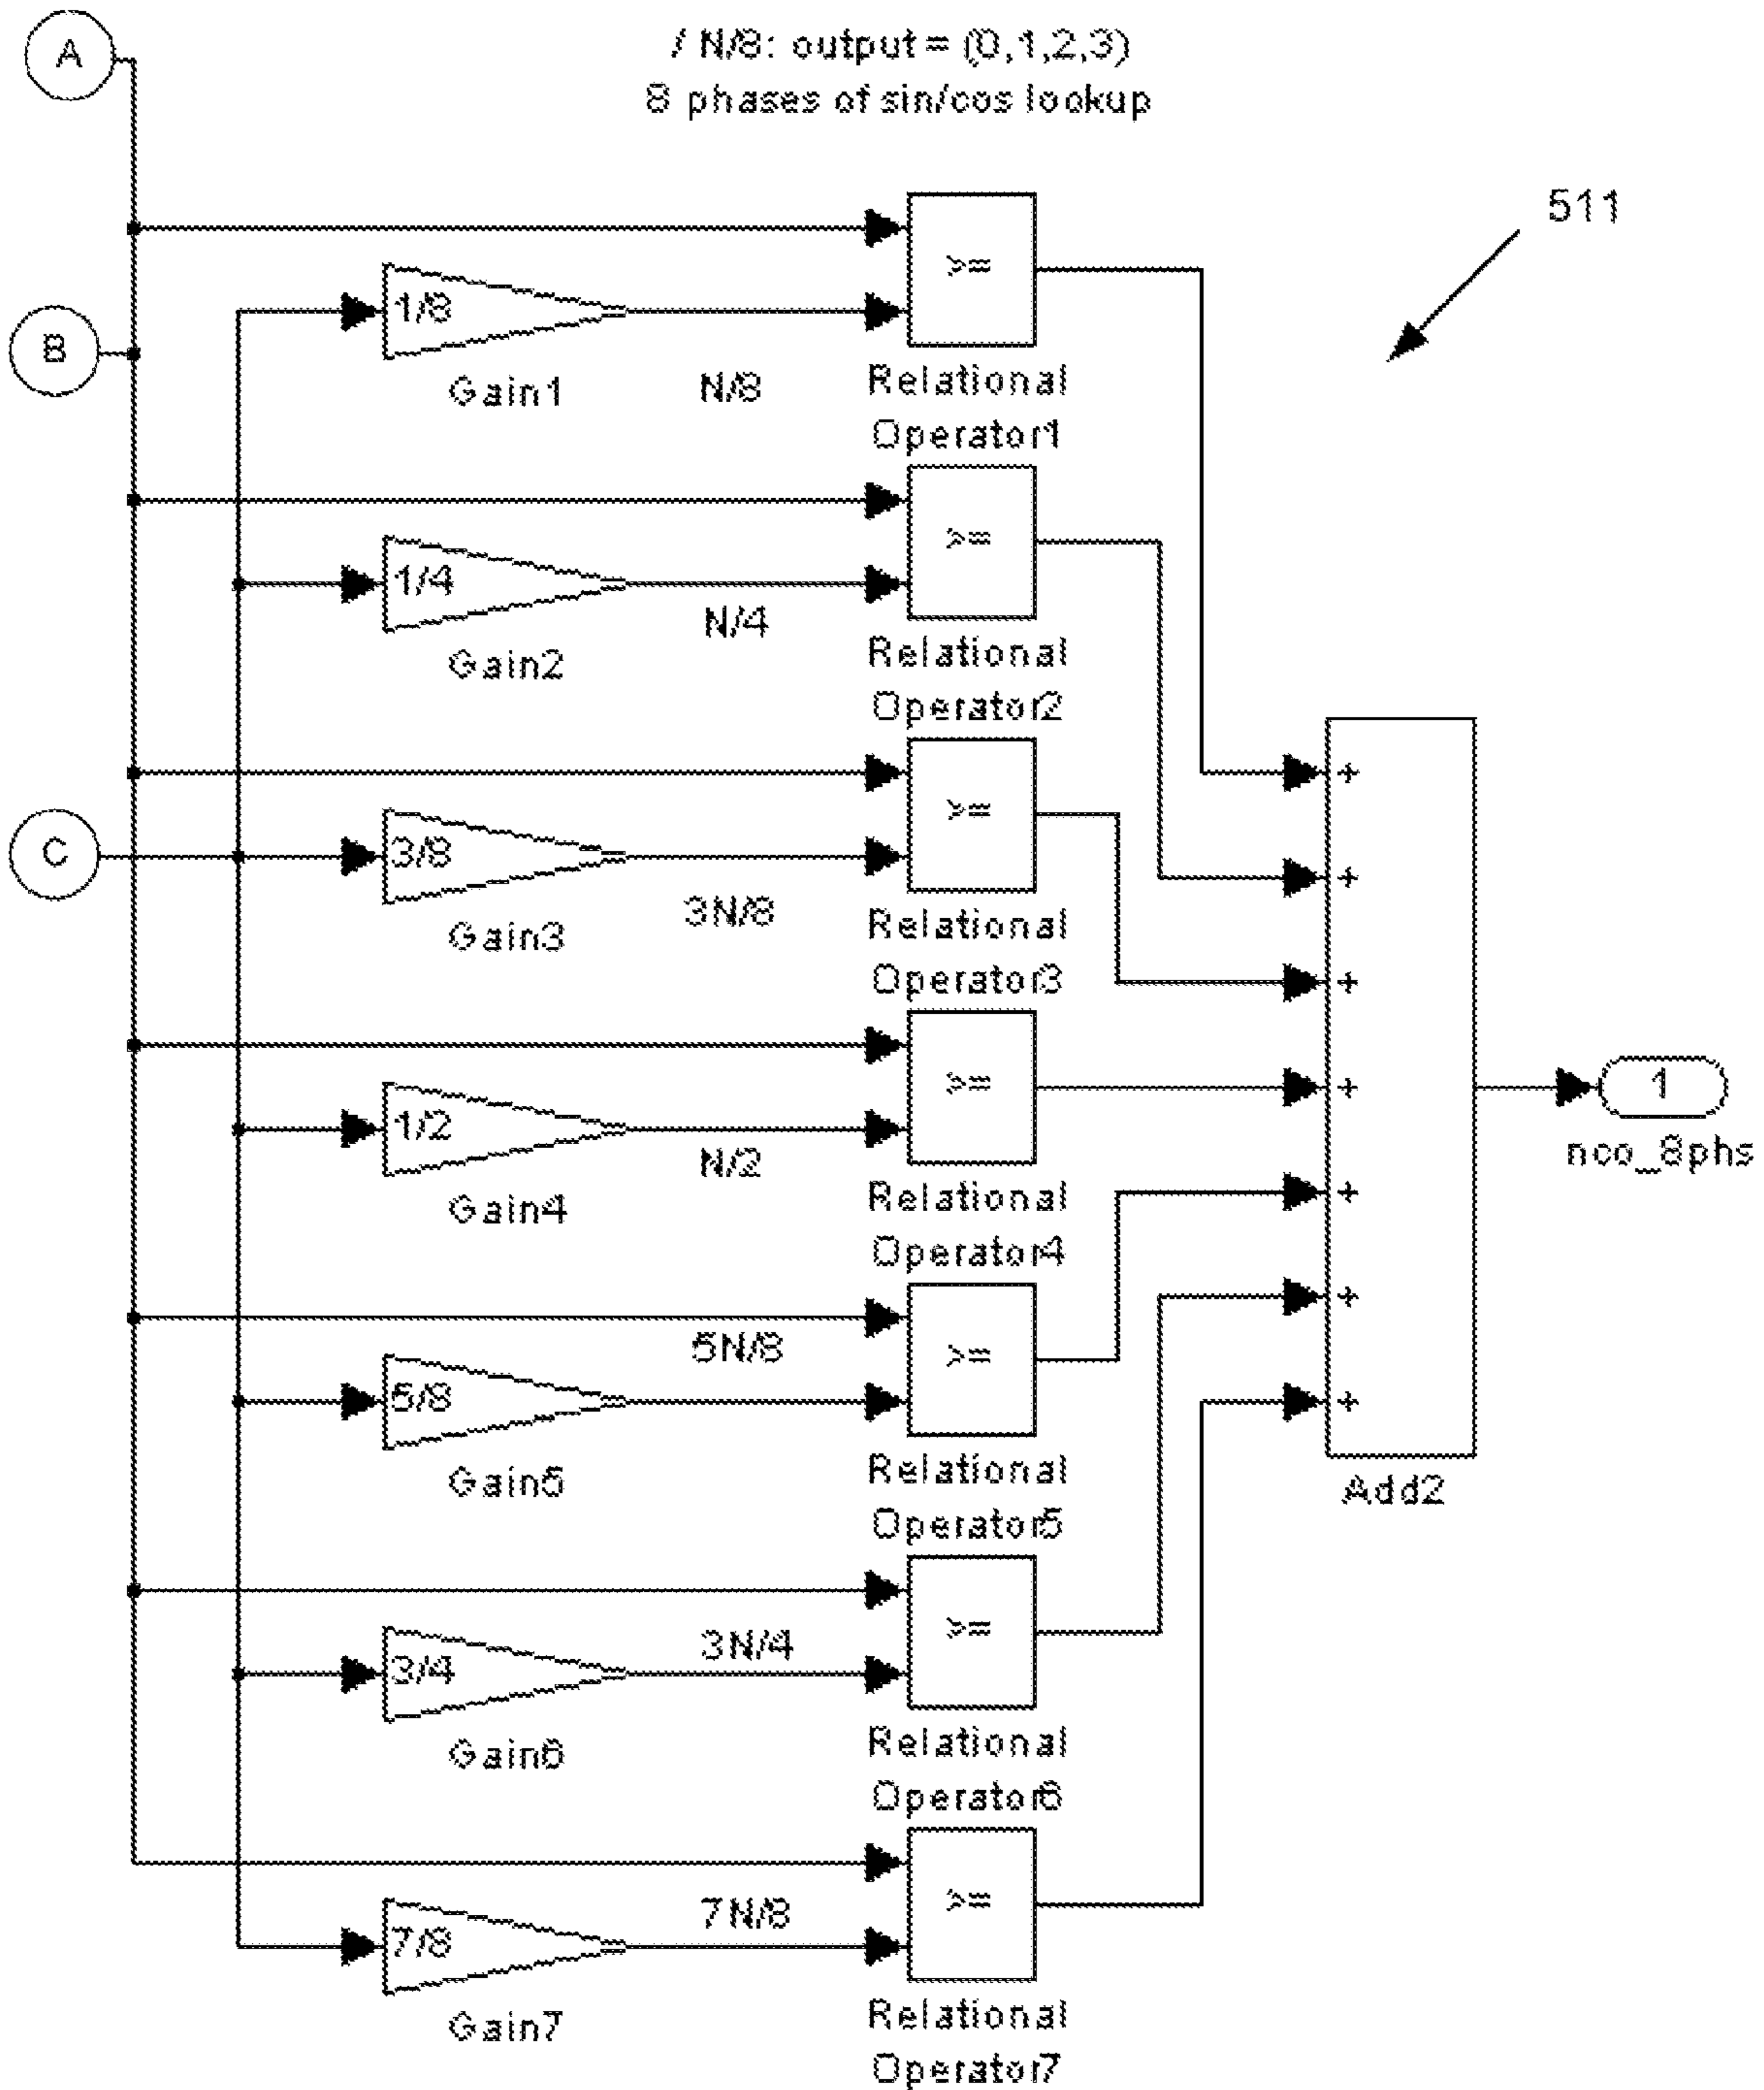 A
/ N/8: output = (0,1,2,3)
8 phases of sin/cos lookup
511
>=
1/8
B
Gain1
N/8
Relational
Operator1
>=
1/4
N/4
Gain2
Relational
Operator2
+
>=
3/8
C
+
Gain3
3N/8
Relational
Operator3
+
>=
1/2
+
1
nco_8phs
N/2
Gain4
Relational
Operator4
+
+
5N/8
>=
5/8
+
Gain5
Relational
Operator5
Add2
>=
3/4
3N/4
Gain6
Relational
Operator6
>=
7/8
7N/8
Gain7
Relational
Operator7